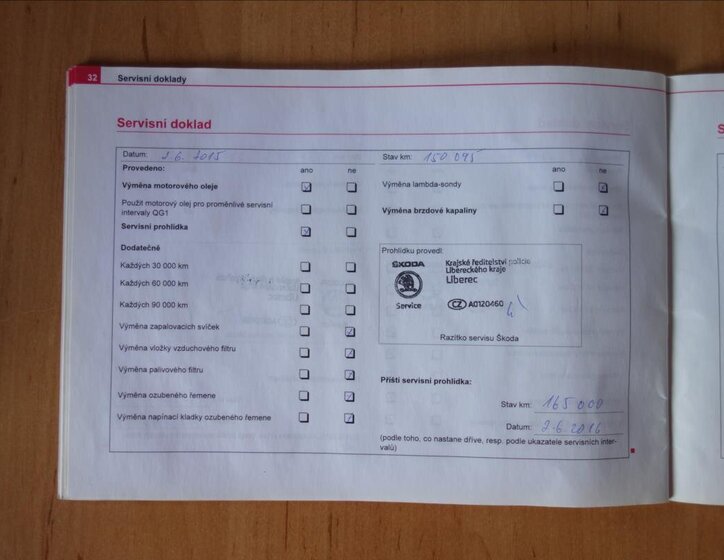 32 Servisní doklady
Servisní doklad
Datum: 2.6.2015 Stav km: 150 095
Provedeno: ano ne ano ne
Výměna motorového oleje
Použit motorový olej pro proměnlivé servisní
intervaly QG1
Servisní prohlídka
Dodatečně
Každých 30 000 km
Každých 60 000 km
Každých 90 000 km
Výměna zapalovacích svíček
Výměna vložky vzduchového filtru
Výměna palivového filtru
Výměna ozubeného řemene
Výměna napínací kladky ozubeného řemene
Výměna lambda-sondy
Výměna brzdové kapaliny
Prohlídku provedl:
ŠKODA
Service
Krajské ředitelství policie
Libereckého kraje
Liberec
CZ A0120460
Razítko servisu Škoda
Příští servisní prohlídka:
Stav km: 165 000
Datum: 2.6 2016
(podle toho, co nastane dříve, resp. podle ukazatele servisních inter-
valů)
S